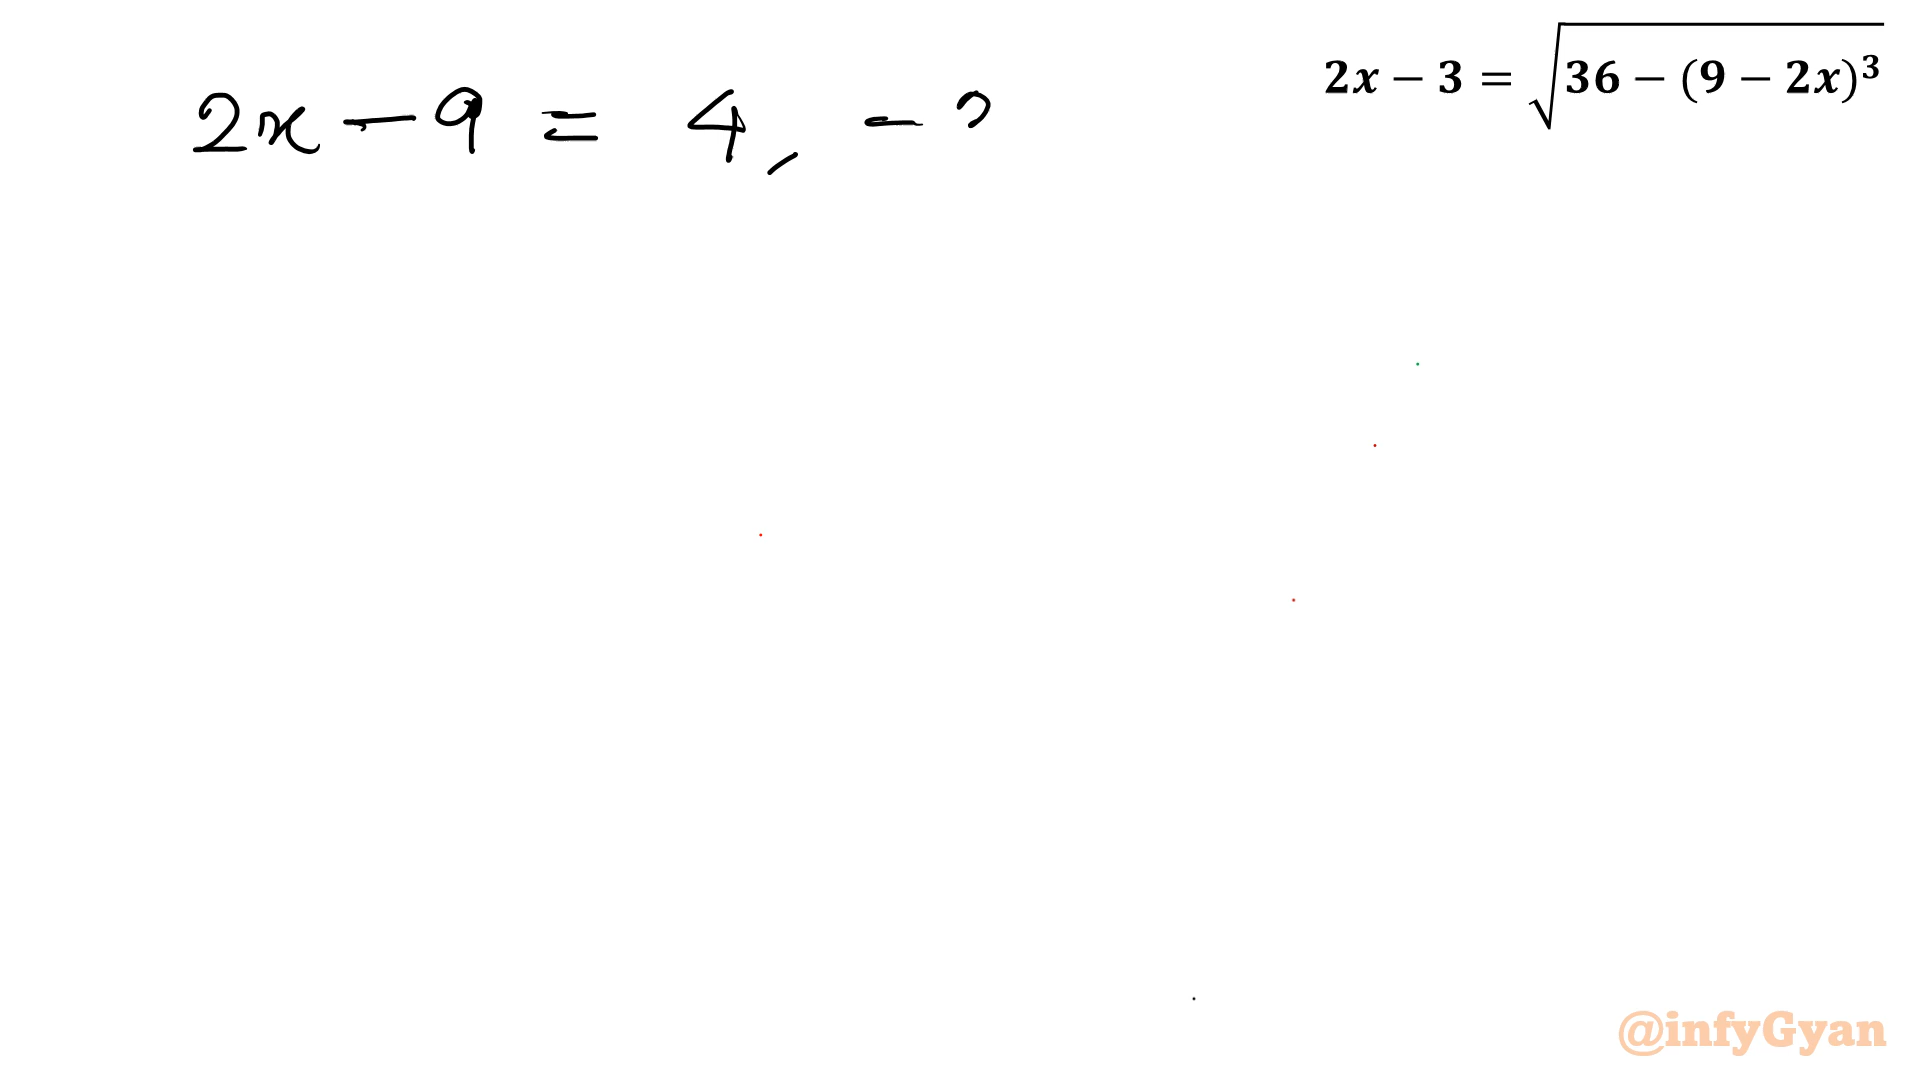 2x - 3 = √(36 - (9 - 2x)³)
2x - 9 = 4, -
@infyGyan